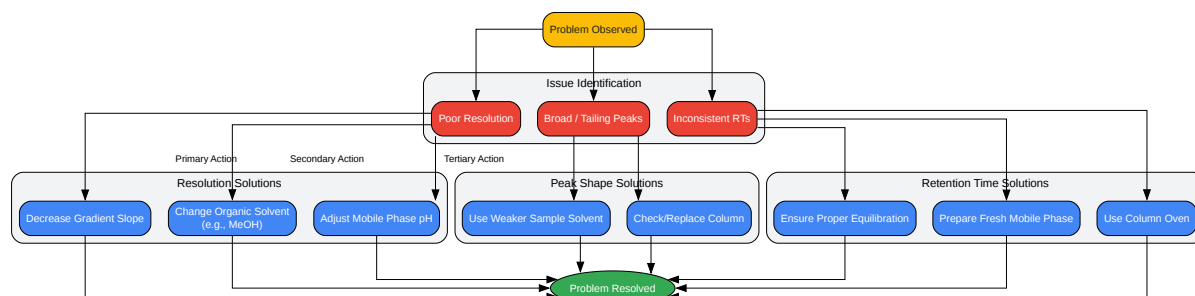 Problem Observed
Issue Identification
Poor Resolution
Broad / Tailing Peaks
Inconsistent RTs
Primary Action
Secondary Action
Tertiary Action
Resolution Solutions
Peak Shape Solutions
Retention Time Solutions
Decrease Gradient Slope
Change Organic Solvent
(e.g., MeOH)
Adjust Mobile Phase pH
Use Weaker Sample Solvent
Check/Replace Column
Ensure Proper Equilibration
Prepare Fresh Mobile Phase
Use Column Oven
Problem Resolved